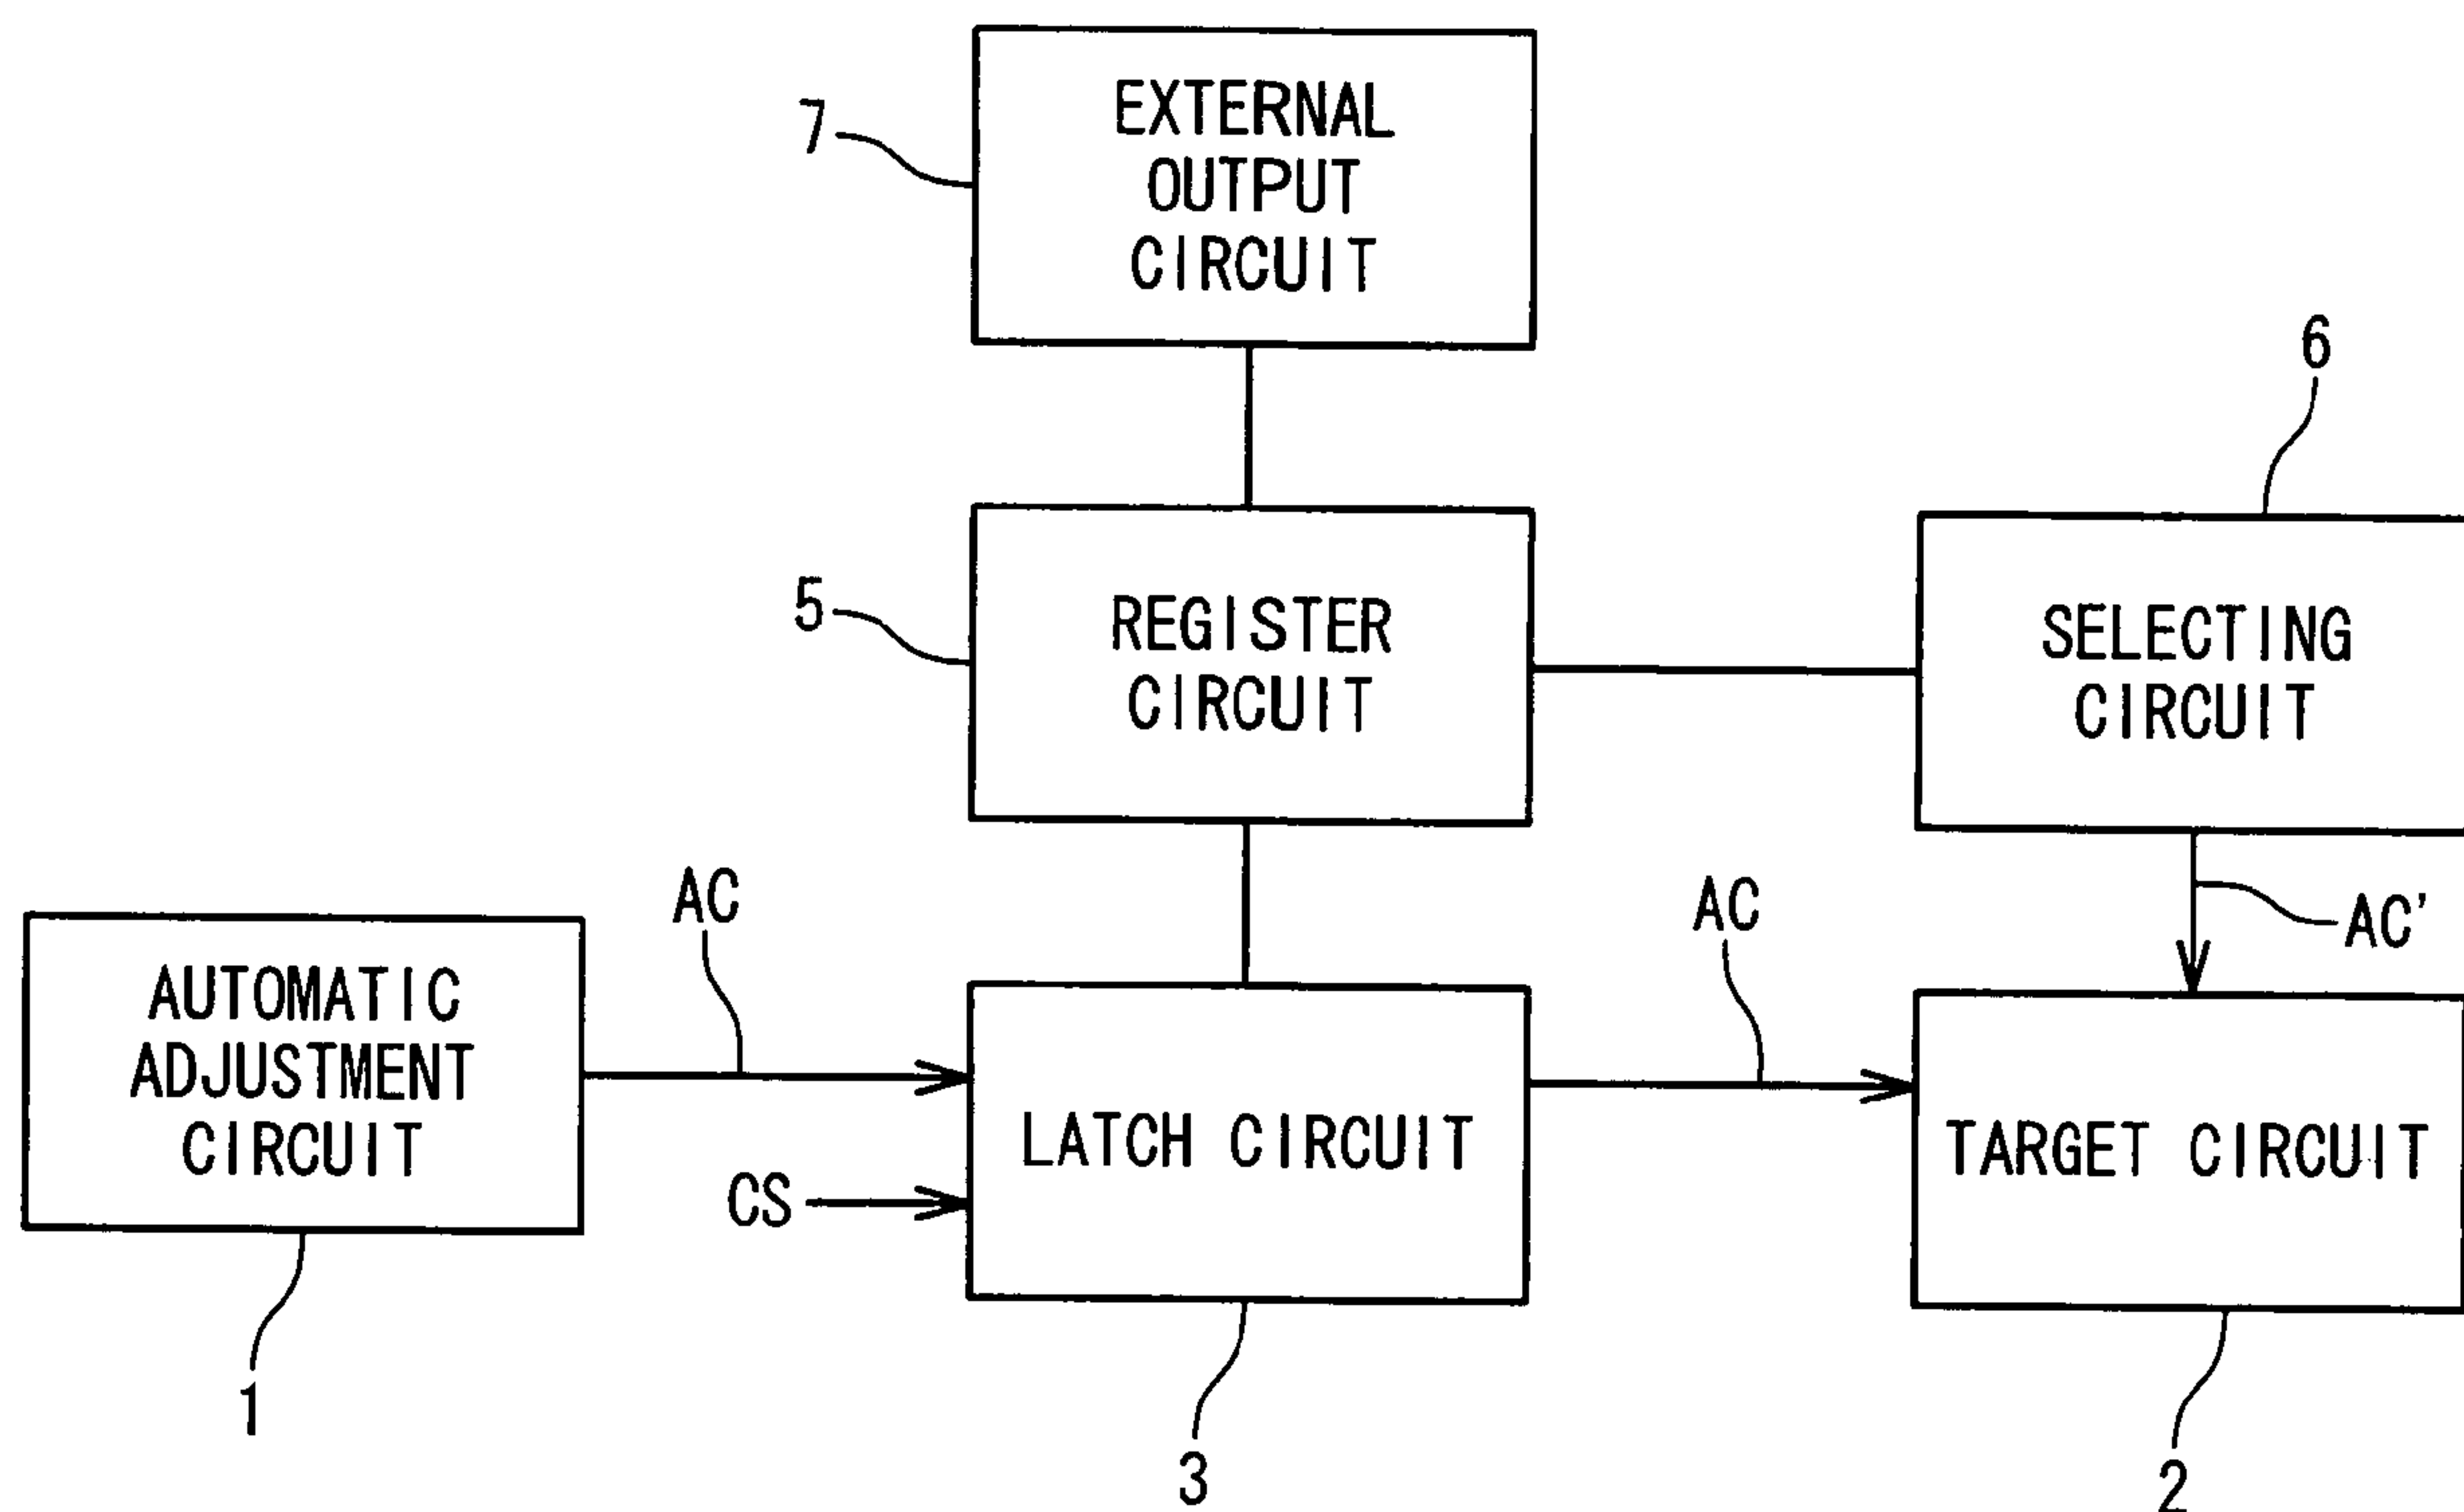 EXTERNAL
OUTPUT
CIRCUIT
7
6
REGISTER
CIRCUIT
5
SELECTING
CIRCUIT
AC
AC
AC'
AUTOMATIC
ADJUSTMENT
CIRCUIT
LATCH CIRCUIT
TARGET CIRCUIT
CS
1
3
2